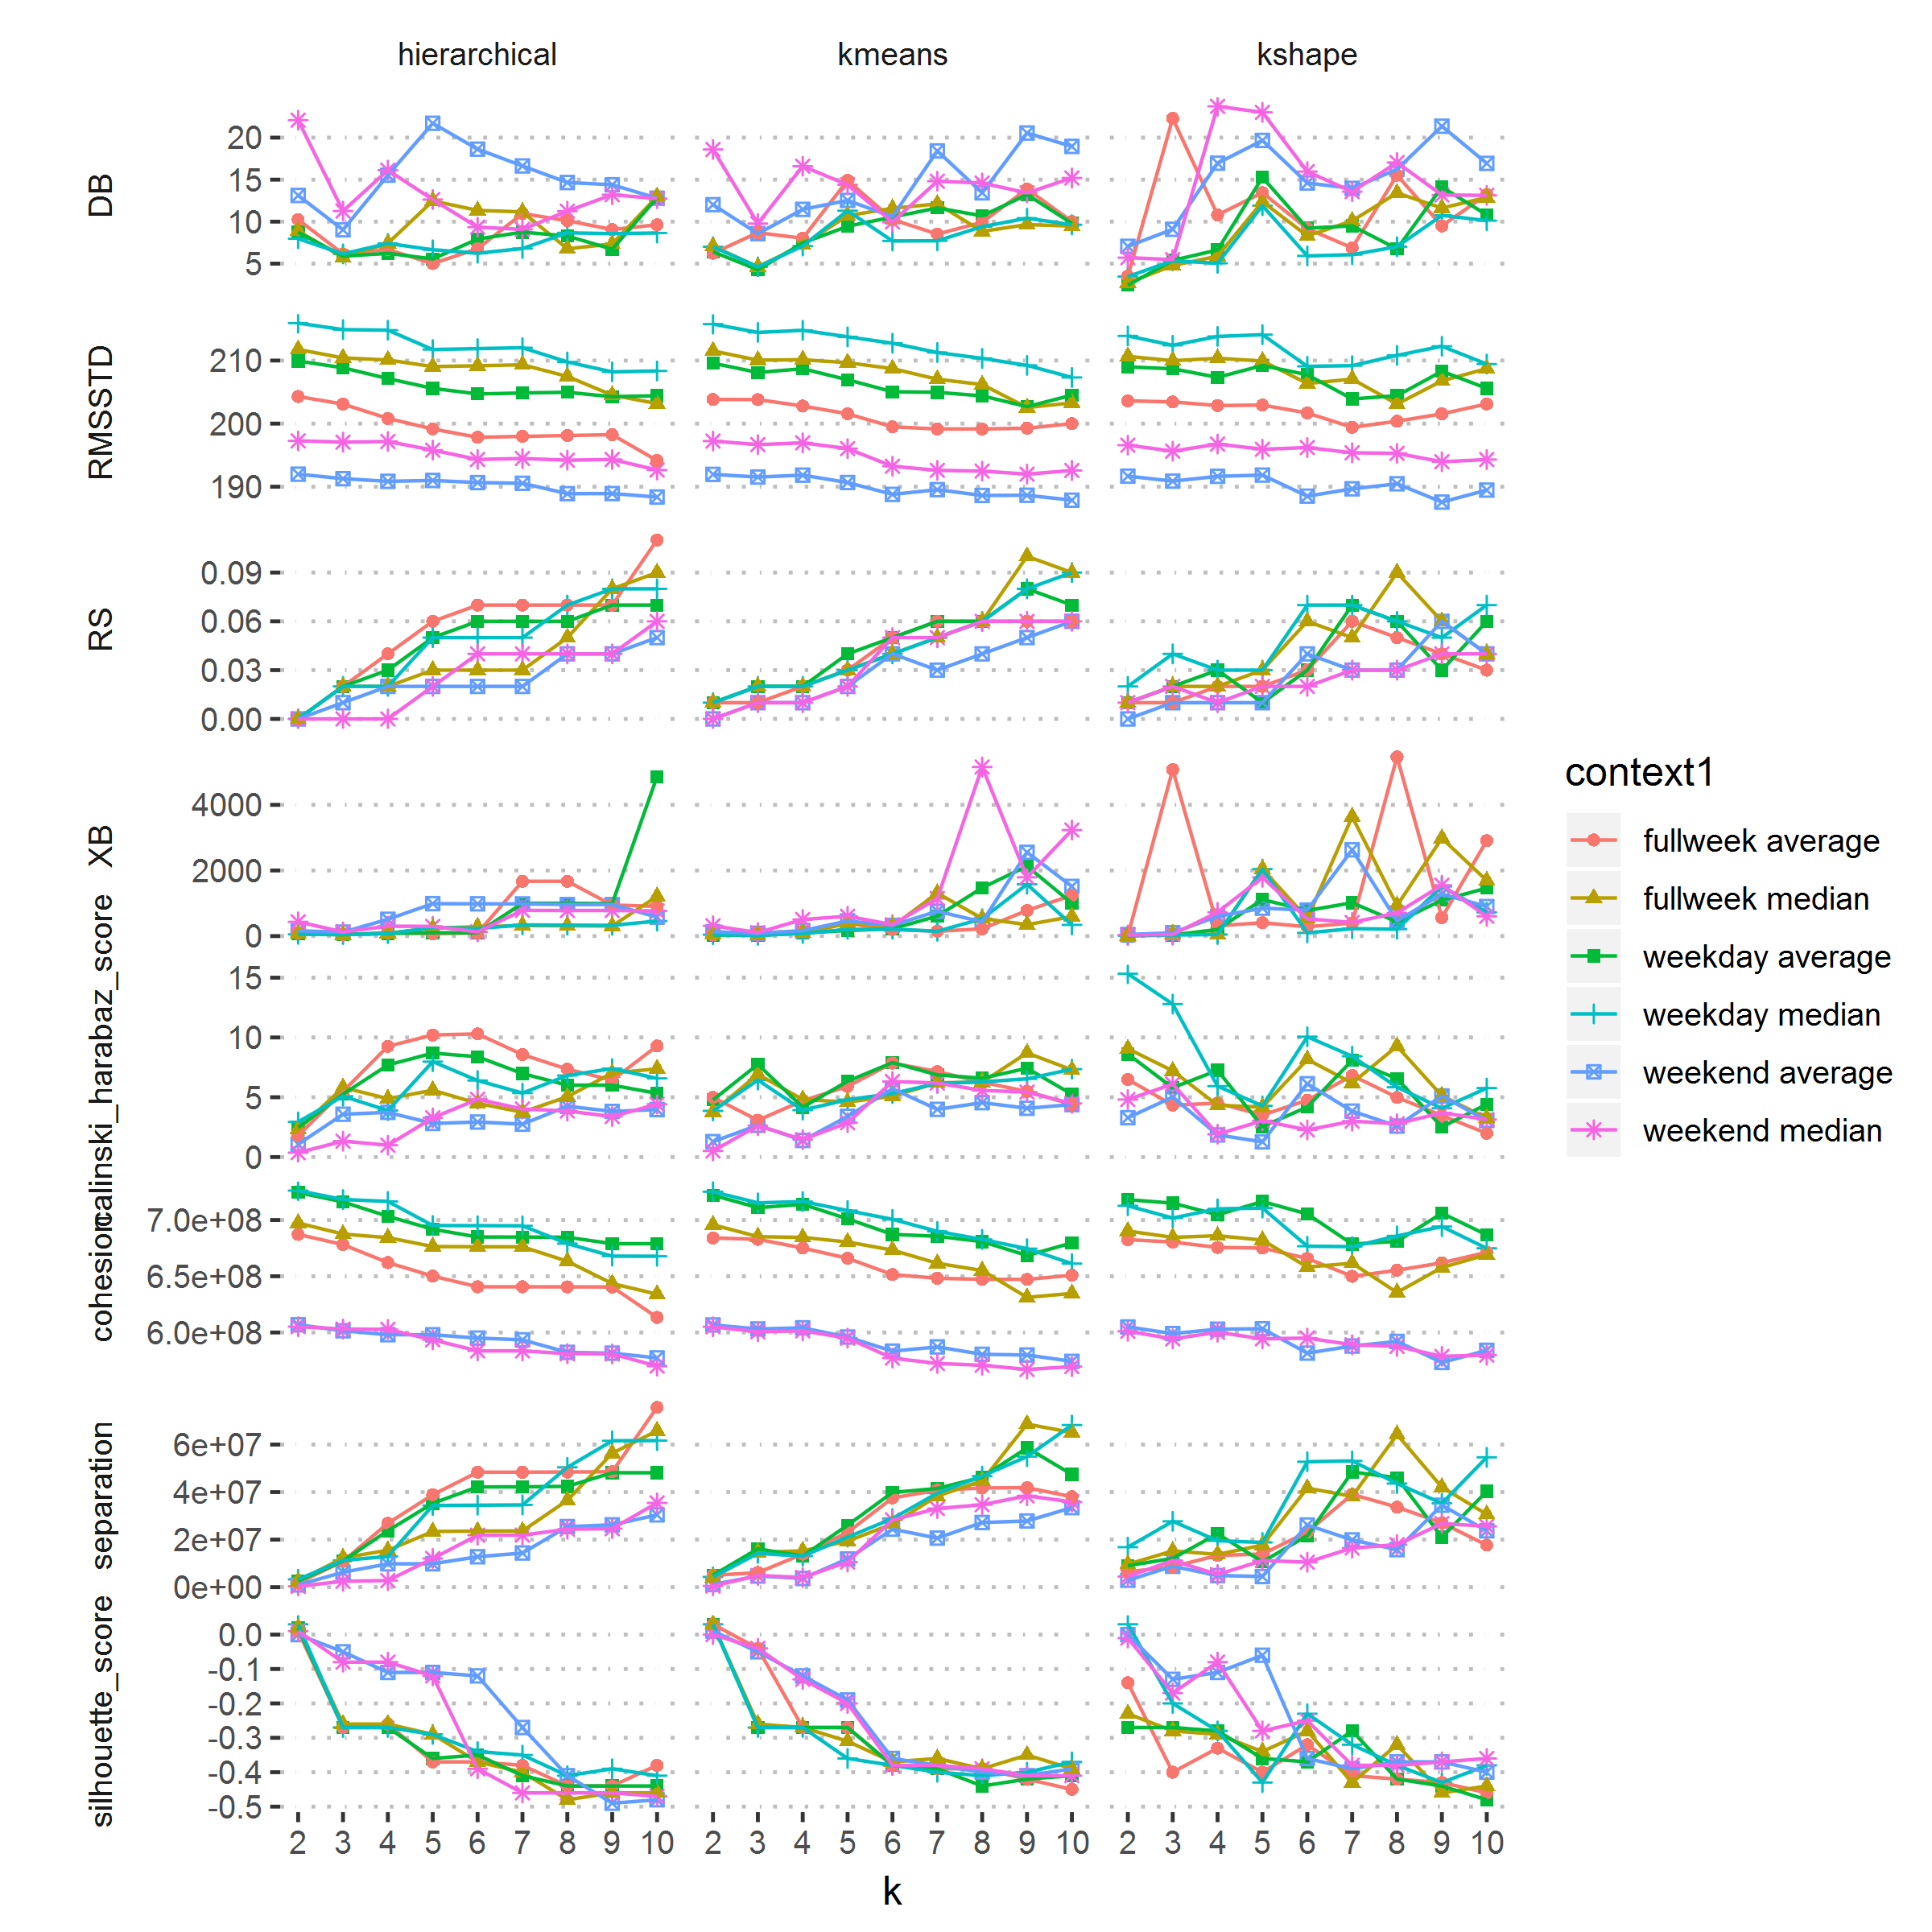 hierarchical kmeans kshape
DB
20
15
10
5
RMSSTD
210
200
190
RS
0.09
0.06
0.03
0.00
XB
4000
2000
0
calinski_harabaz_score
15
10
5
0
cohesion
7.0e+08
6.5e+08
6.0e+08
separation
6e+07
4e+07
2e+07
0e+00
silhouette_score
0.0
-0.1
-0.2
-0.3
-0.4
-0.5
2 3 4 5 6 7 8 9 10 2 3 4 5 6 7 8 9 10 2 3 4 5 6 7 8 9 10
k
context1
fullweek average
fullweek median
weekday average
weekday median
weekend average
weekend median